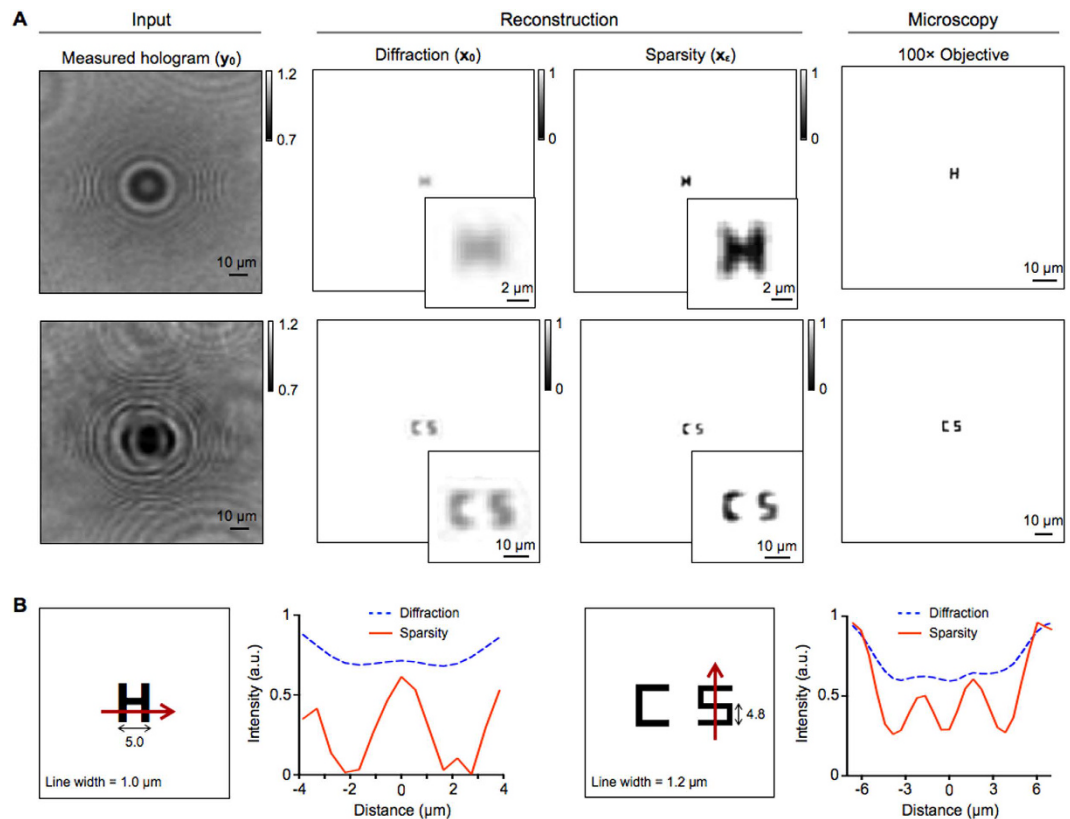 A
Input
Reconstruction
Microscopy
Measured hologram (y₀)
Diffraction (x₀)
Sparsity (xε)
100× Objective
1.2
0.7
1
0
1
0
10 µm
2 µm
2 µm
H
10 µm
1.2
0.7
1
0
1
0
C S
C S
C S
10 µm
C S
10 µm
C S
10 µm
10 µm
B
H
5.0
Line width = 1.0 µm
Intensity (a.u.)
1
0.5
0
Diffraction
Sparsity
-4 -2 0 2 4
Distance (µm)
C S
4.8
Line width = 1.2 µm
Intensity (a.u.)
1
0.5
0
Diffraction
Sparsity
-6 -3 0 3 6
Distance (µm)